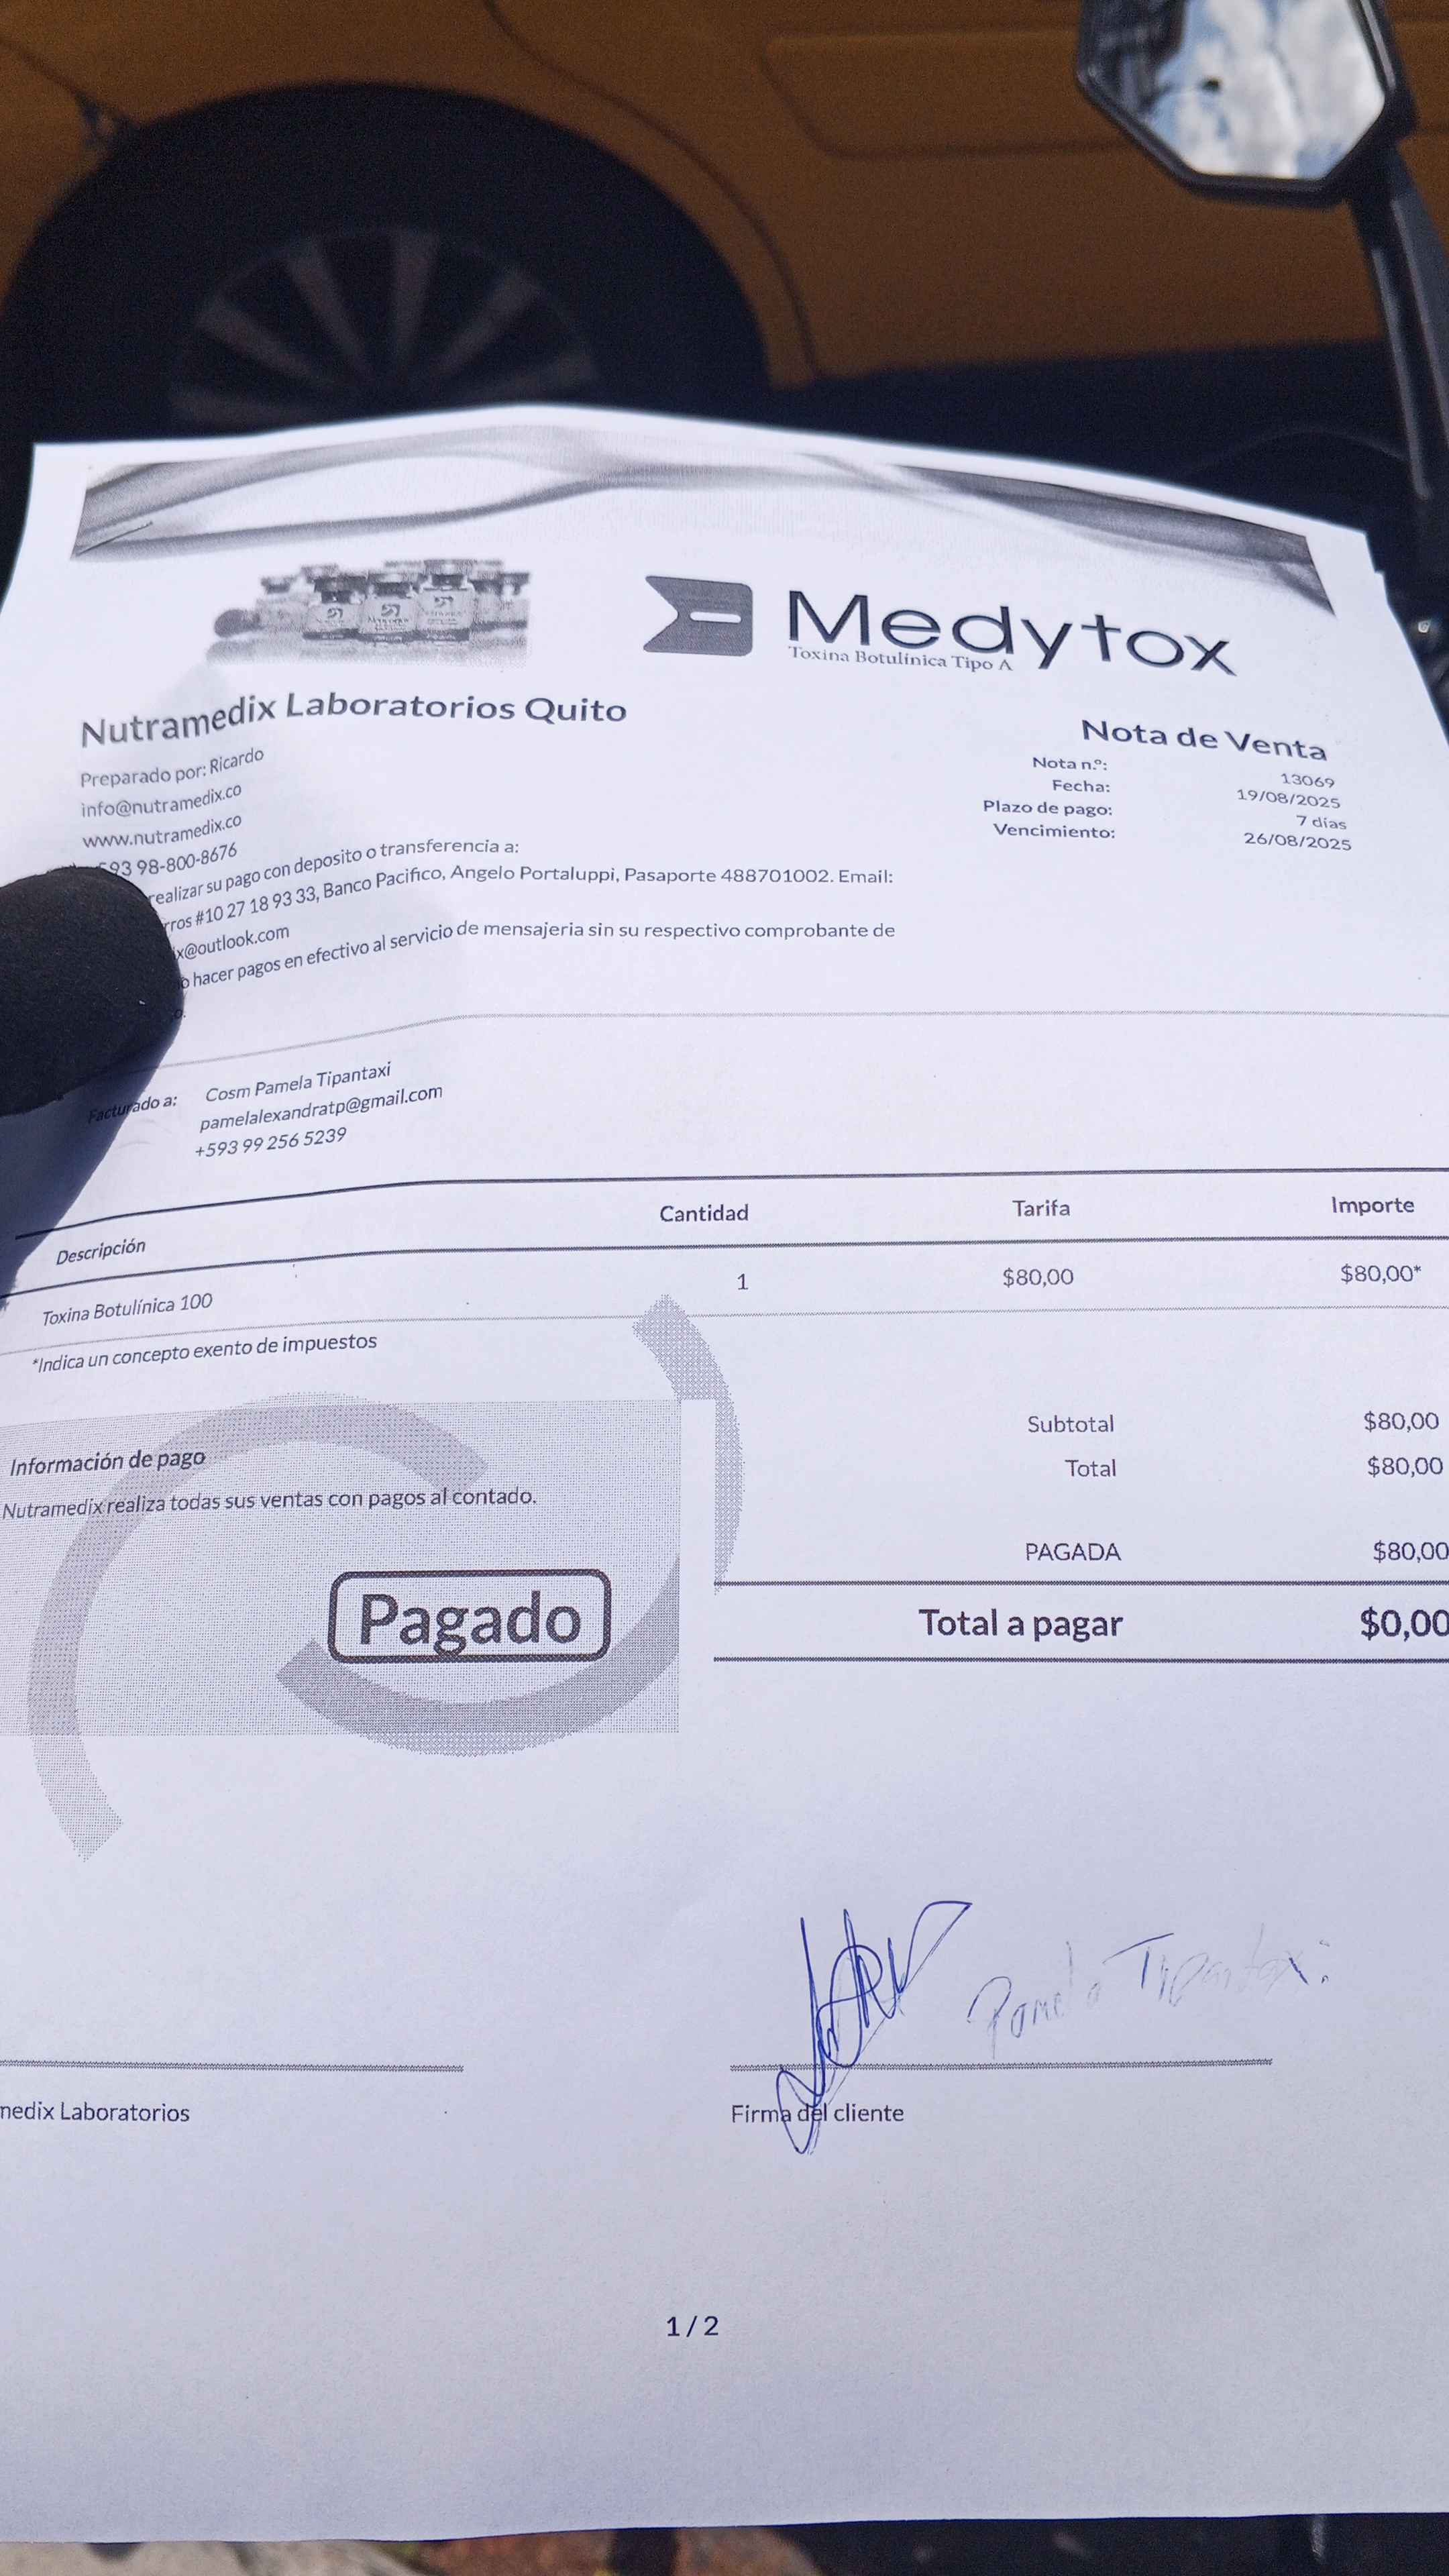 Medytox
Toxina Botulínica Tipo A
Nutramedix Laboratorios Quito
Preparado por: Ricardo
info@nutramedix.co
www.nutramedix.co
593 98-800-8676
realizar su pago con deposito o transferencia a:
rros #10 27 18 93 33, Banco Pacifico, Angelo Portaluppi, Pasaporte 488701002. Email:
x@outlook.com
o hacer pagos en efectivo al servicio de mensajeria sin su respectivo comprobante de
Nota de Venta
Nota n.º: 13069
Fecha: 19/08/2025
Plazo de pago: 7 días
Vencimiento: 26/08/2025
Facturado a: Cosm Pamela Tipantaxi
pamelalexandratp@gmail.com
+593 99 256 5239
Descripción Cantidad Tarifa Importe
Toxina Botulínica 100 1 $80,00 $80,00*
*Indica un concepto exento de impuestos
Información de pago
Nutramedix realiza todas sus ventas con pagos al contado.
Pagado
Subtotal $80,00
Total $80,00
PAGADA $80,00
Total a pagar $0,00
Pamela Tipantaxi
medix Laboratorios
Firma del cliente
1 / 2